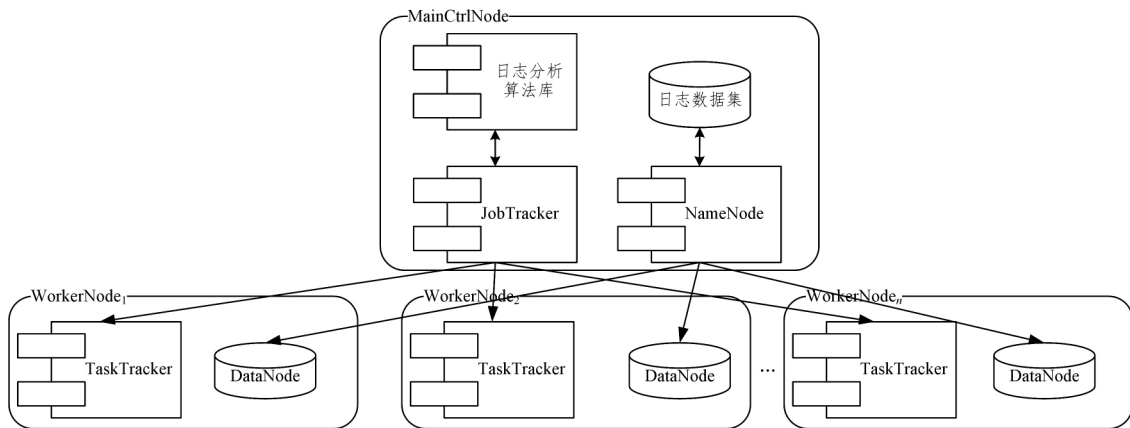 MainCtrlNode
日志分析
算法库
日志数据集
JobTracker
NameNode
WorkerNode₁
WorkerNode₂
WorkerNodeₙ
TaskTracker
DataNode
TaskTracker
DataNode
...
TaskTracker
DataNode